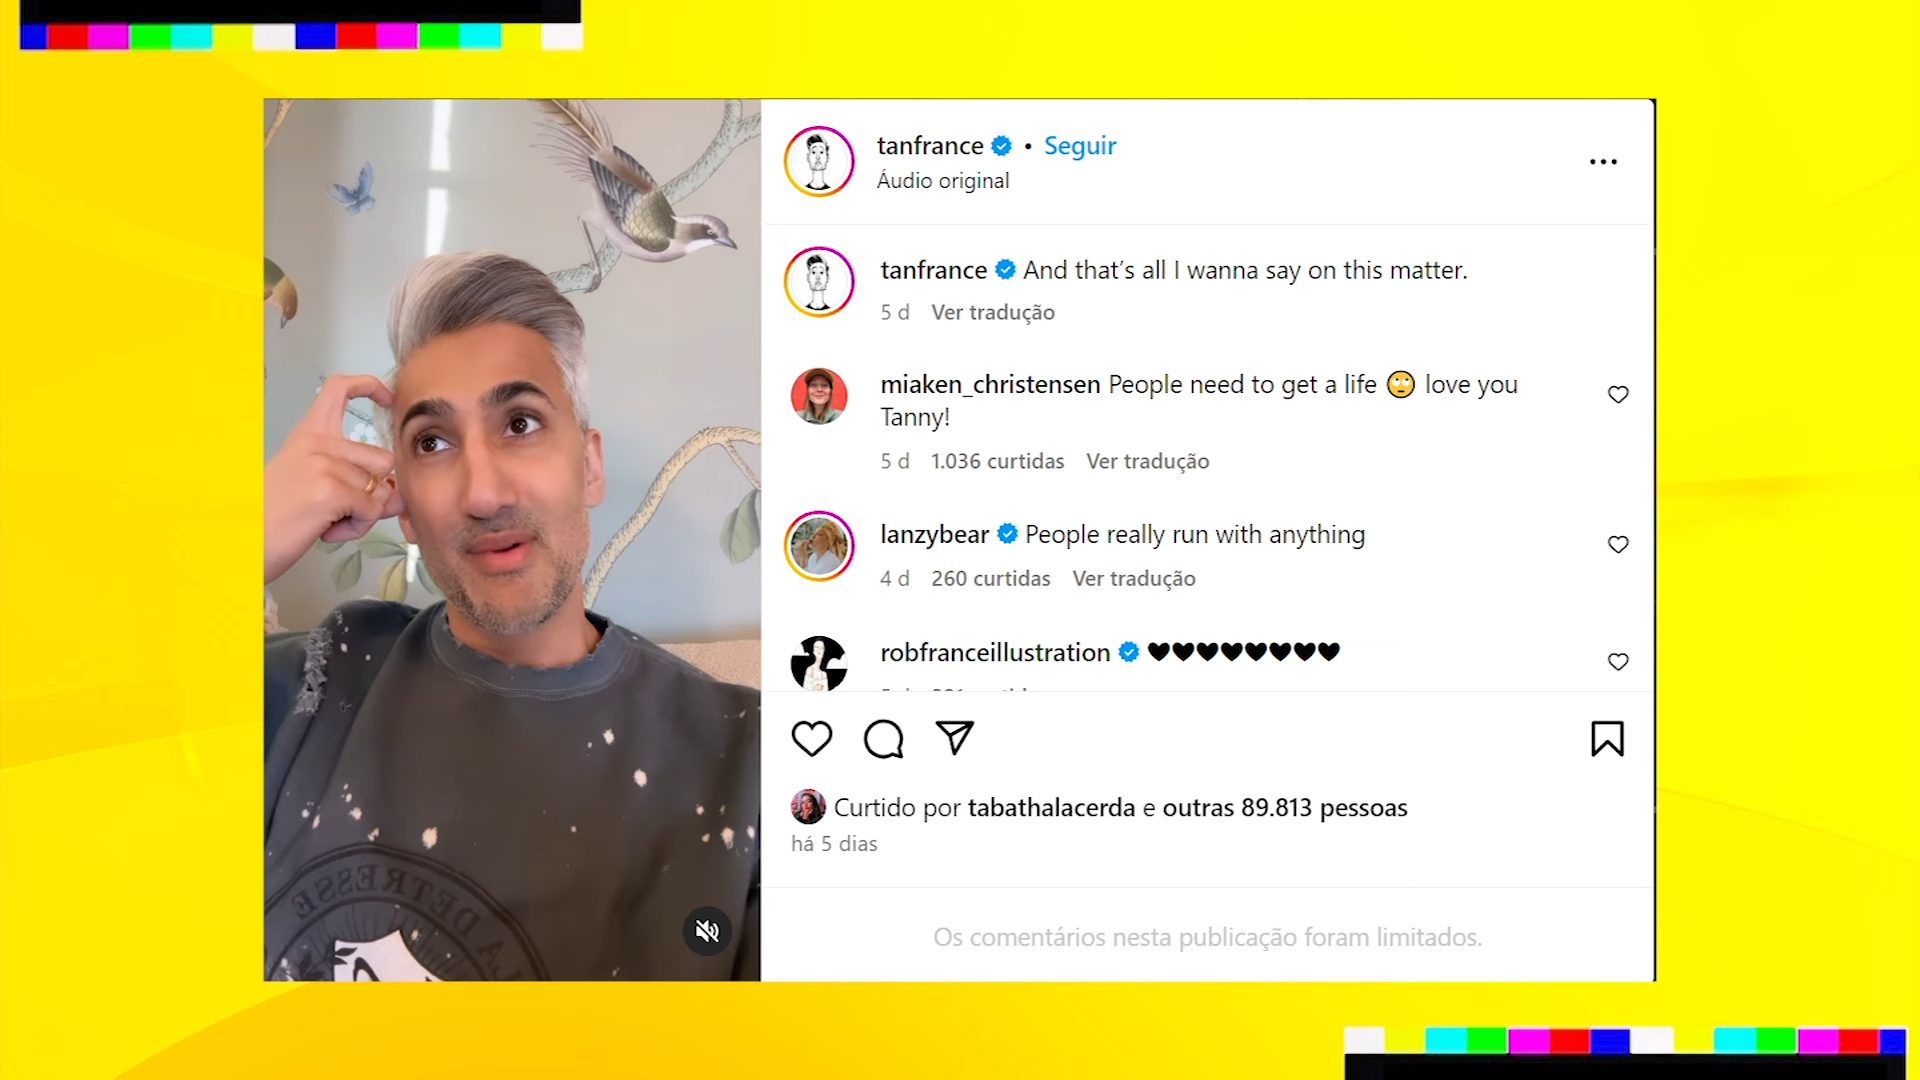 tanfrance • Seguir
Áudio original
tanfrance And that’s all I wanna say on this matter.
5 d Ver tradução
miaken_christensen People need to get a life 🙄 love you
Tanny!
5 d 1.036 curtidas Ver tradução
lanzybear People really run with anything
4 d 260 curtidas Ver tradução
robfranceillustration 🖤🖤🖤🖤🖤🖤🖤🖤
Curtido por tabathalacerda e outras 89.813 pessoas
há 5 dias
Os comentários nesta publicação foram limitados.
DETRESSE